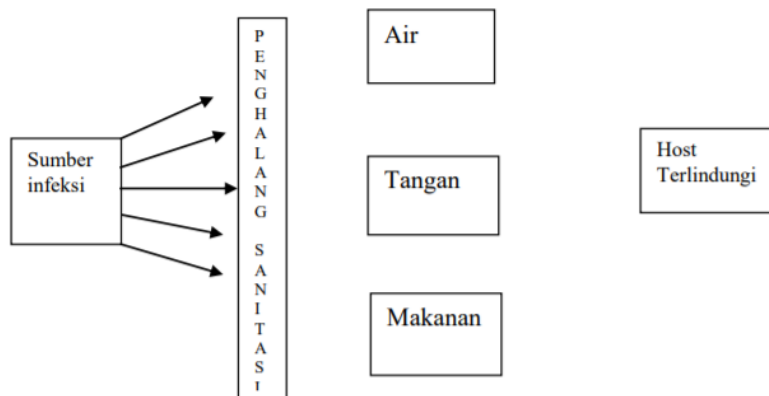 Sumber
infeksi
P
E
N
G
H
A
L
A
N
G
S
A
N
I
T
A
S
I
Air
Tangan
Makanan
Host
Terlindungi